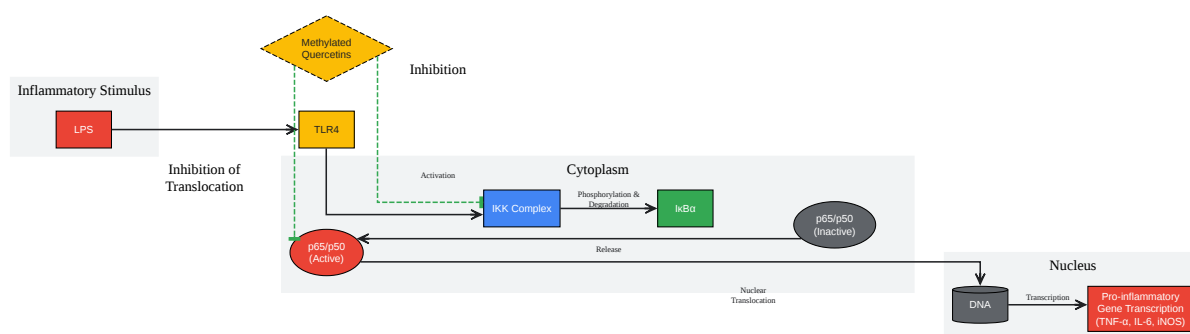 Methylated
Quercetins
Inhibition
Inflammatory Stimulus
LPS
TLR4
Inhibition of
Translocation
Cytoplasm
Activation
IKK Complex
Phosphorylation &
Degradation
IκBα
p65/p50
(Inactive)
p65/p50
(Active)
Release
Nuclear
Translocation
Nucleus
DNA
Transcription
Pro-inflammatory
Gene Transcription
(TNF-α, IL-6, iNOS)